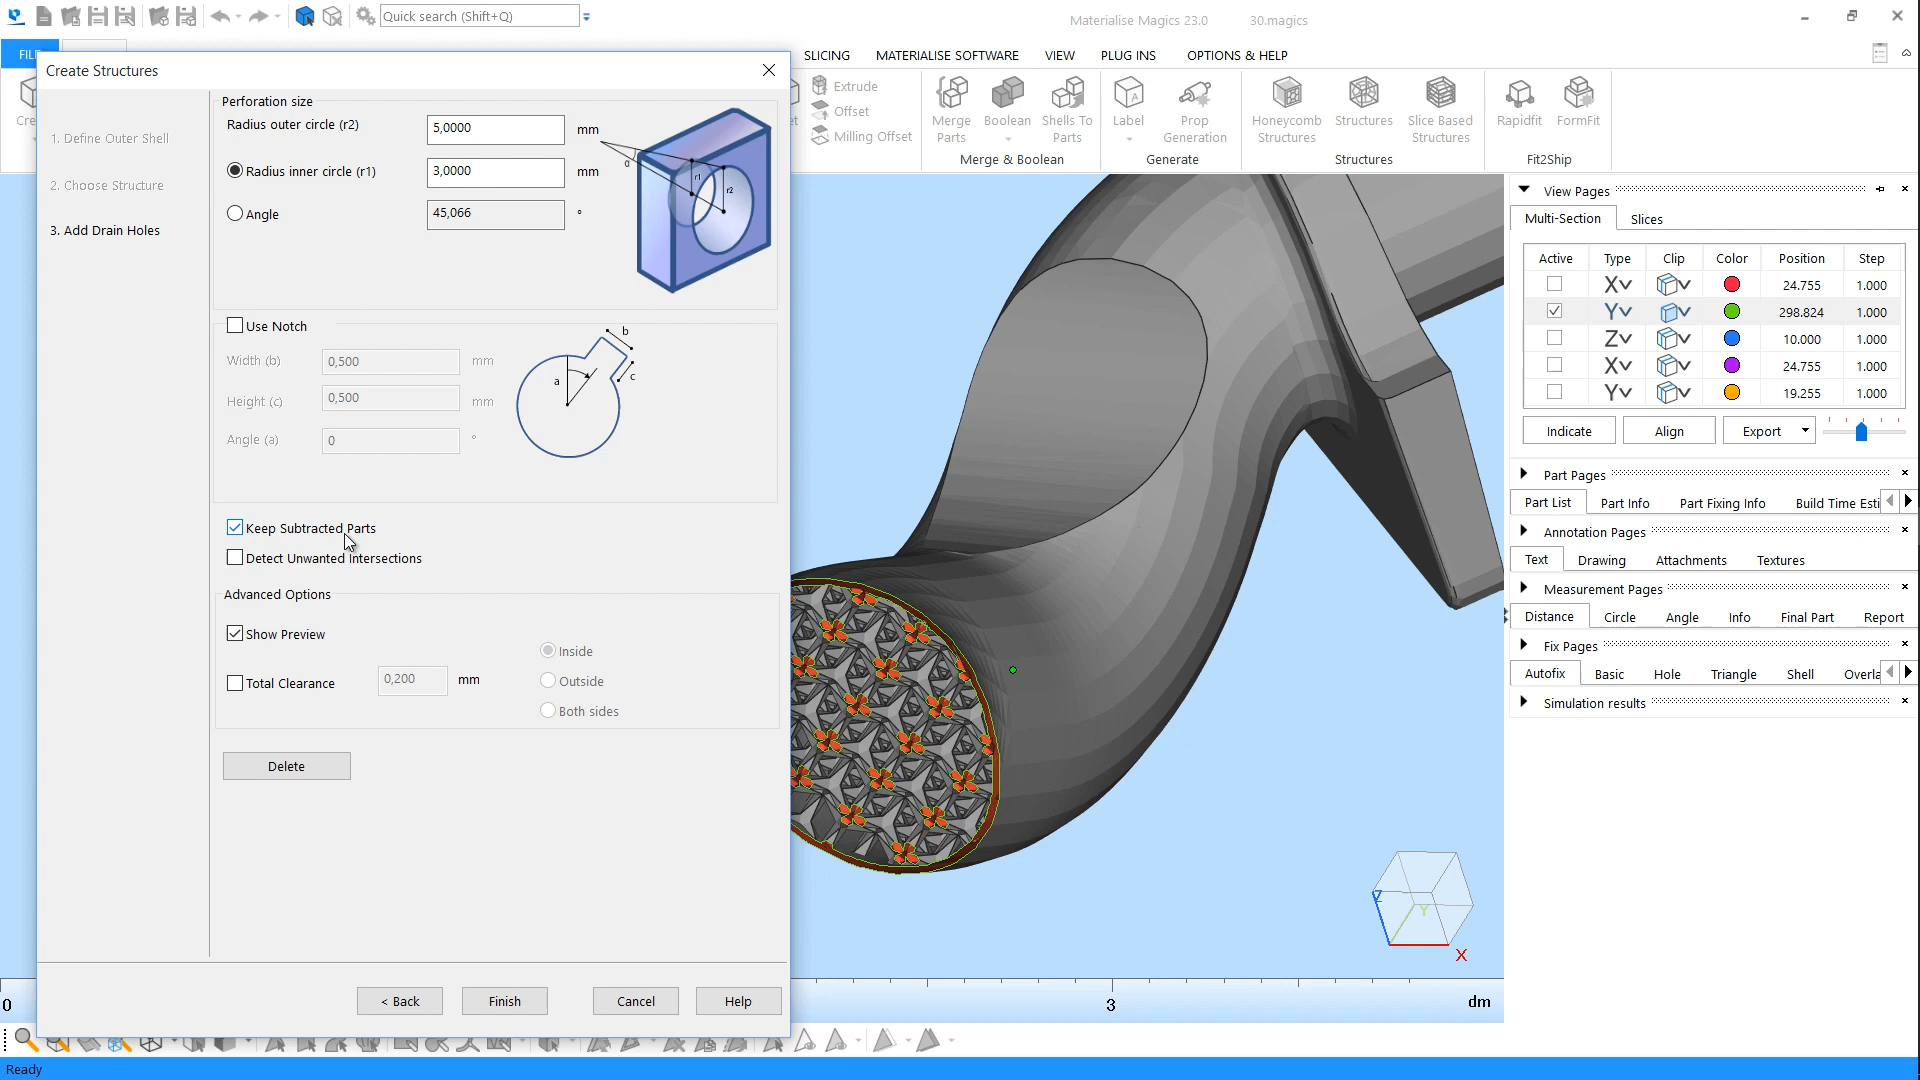 Quick search (Shift+Q)
Materialise Magics 23.0
30.magics
SLICING
MATERIALISE SOFTWARE
VIEW
PLUG INS
OPTIONS & HELP
Create Structures
1. Define Outer Shell
2. Choose Structure
3. Add Drain Holes
Perforation size
Radius outer circle (r2)
5,0000
mm
Radius inner circle (r1)
3,0000
mm
Angle
45,066
°
α
r1
r2
Use Notch
Width (b)
0,500
mm
Height (c)
0,500
mm
Angle (a)
0
°
a
b
c
Keep Subtracted Parts
Detect Unwanted Intersections
Advanced Options
Show Preview
Total Clearance
0,200
mm
Inside
Outside
Both sides
Delete
< Back
Finish
Cancel
Help
Extrude
Offset
Milling Offset
Merge Parts
Boolean
Shells To Parts
Merge & Boolean
Label
Prop Generation
Generate
Honeycomb Structures
Structures
Slice Based Structures
Structures
Rapidfit
FormFit
Fit2Ship
View Pages
Multi-Section
Slices
Active Type Clip Color Position Step
X 24.755 1.000
Y 298.824 1.000
Z 10.000 1.000
X 24.755 1.000
Y 19.255 1.000
Indicate
Align
Export
Part Pages
Part List
Part Info
Part Fixing Info
Build Time Esti
Annotation Pages
Text
Drawing
Attachments
Textures
Measurement Pages
Distance
Circle
Angle
Info
Final Part
Report
Fix Pages
Autofix
Basic
Hole
Triangle
Shell
Overla
Simulation results
Z
Y
X
0
3
dm
Ready